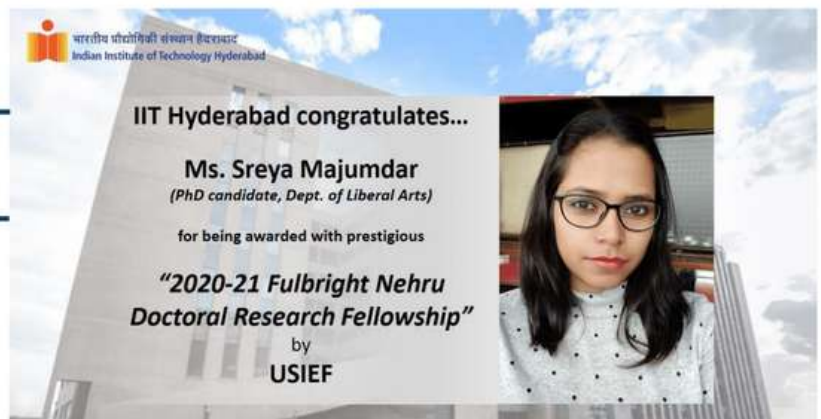 भारतीय प्रौद्योगिकी संस्थान हैदराबाद
Indian Institute of Technology Hyderabad
IIT Hyderabad congratulates...
Ms. Sreya Majumdar
(PhD candidate, Dept. of Liberal Arts)
for being awarded with prestigious
“2020-21 Fulbright Nehru
Doctoral Research Fellowship”
by
USIEF